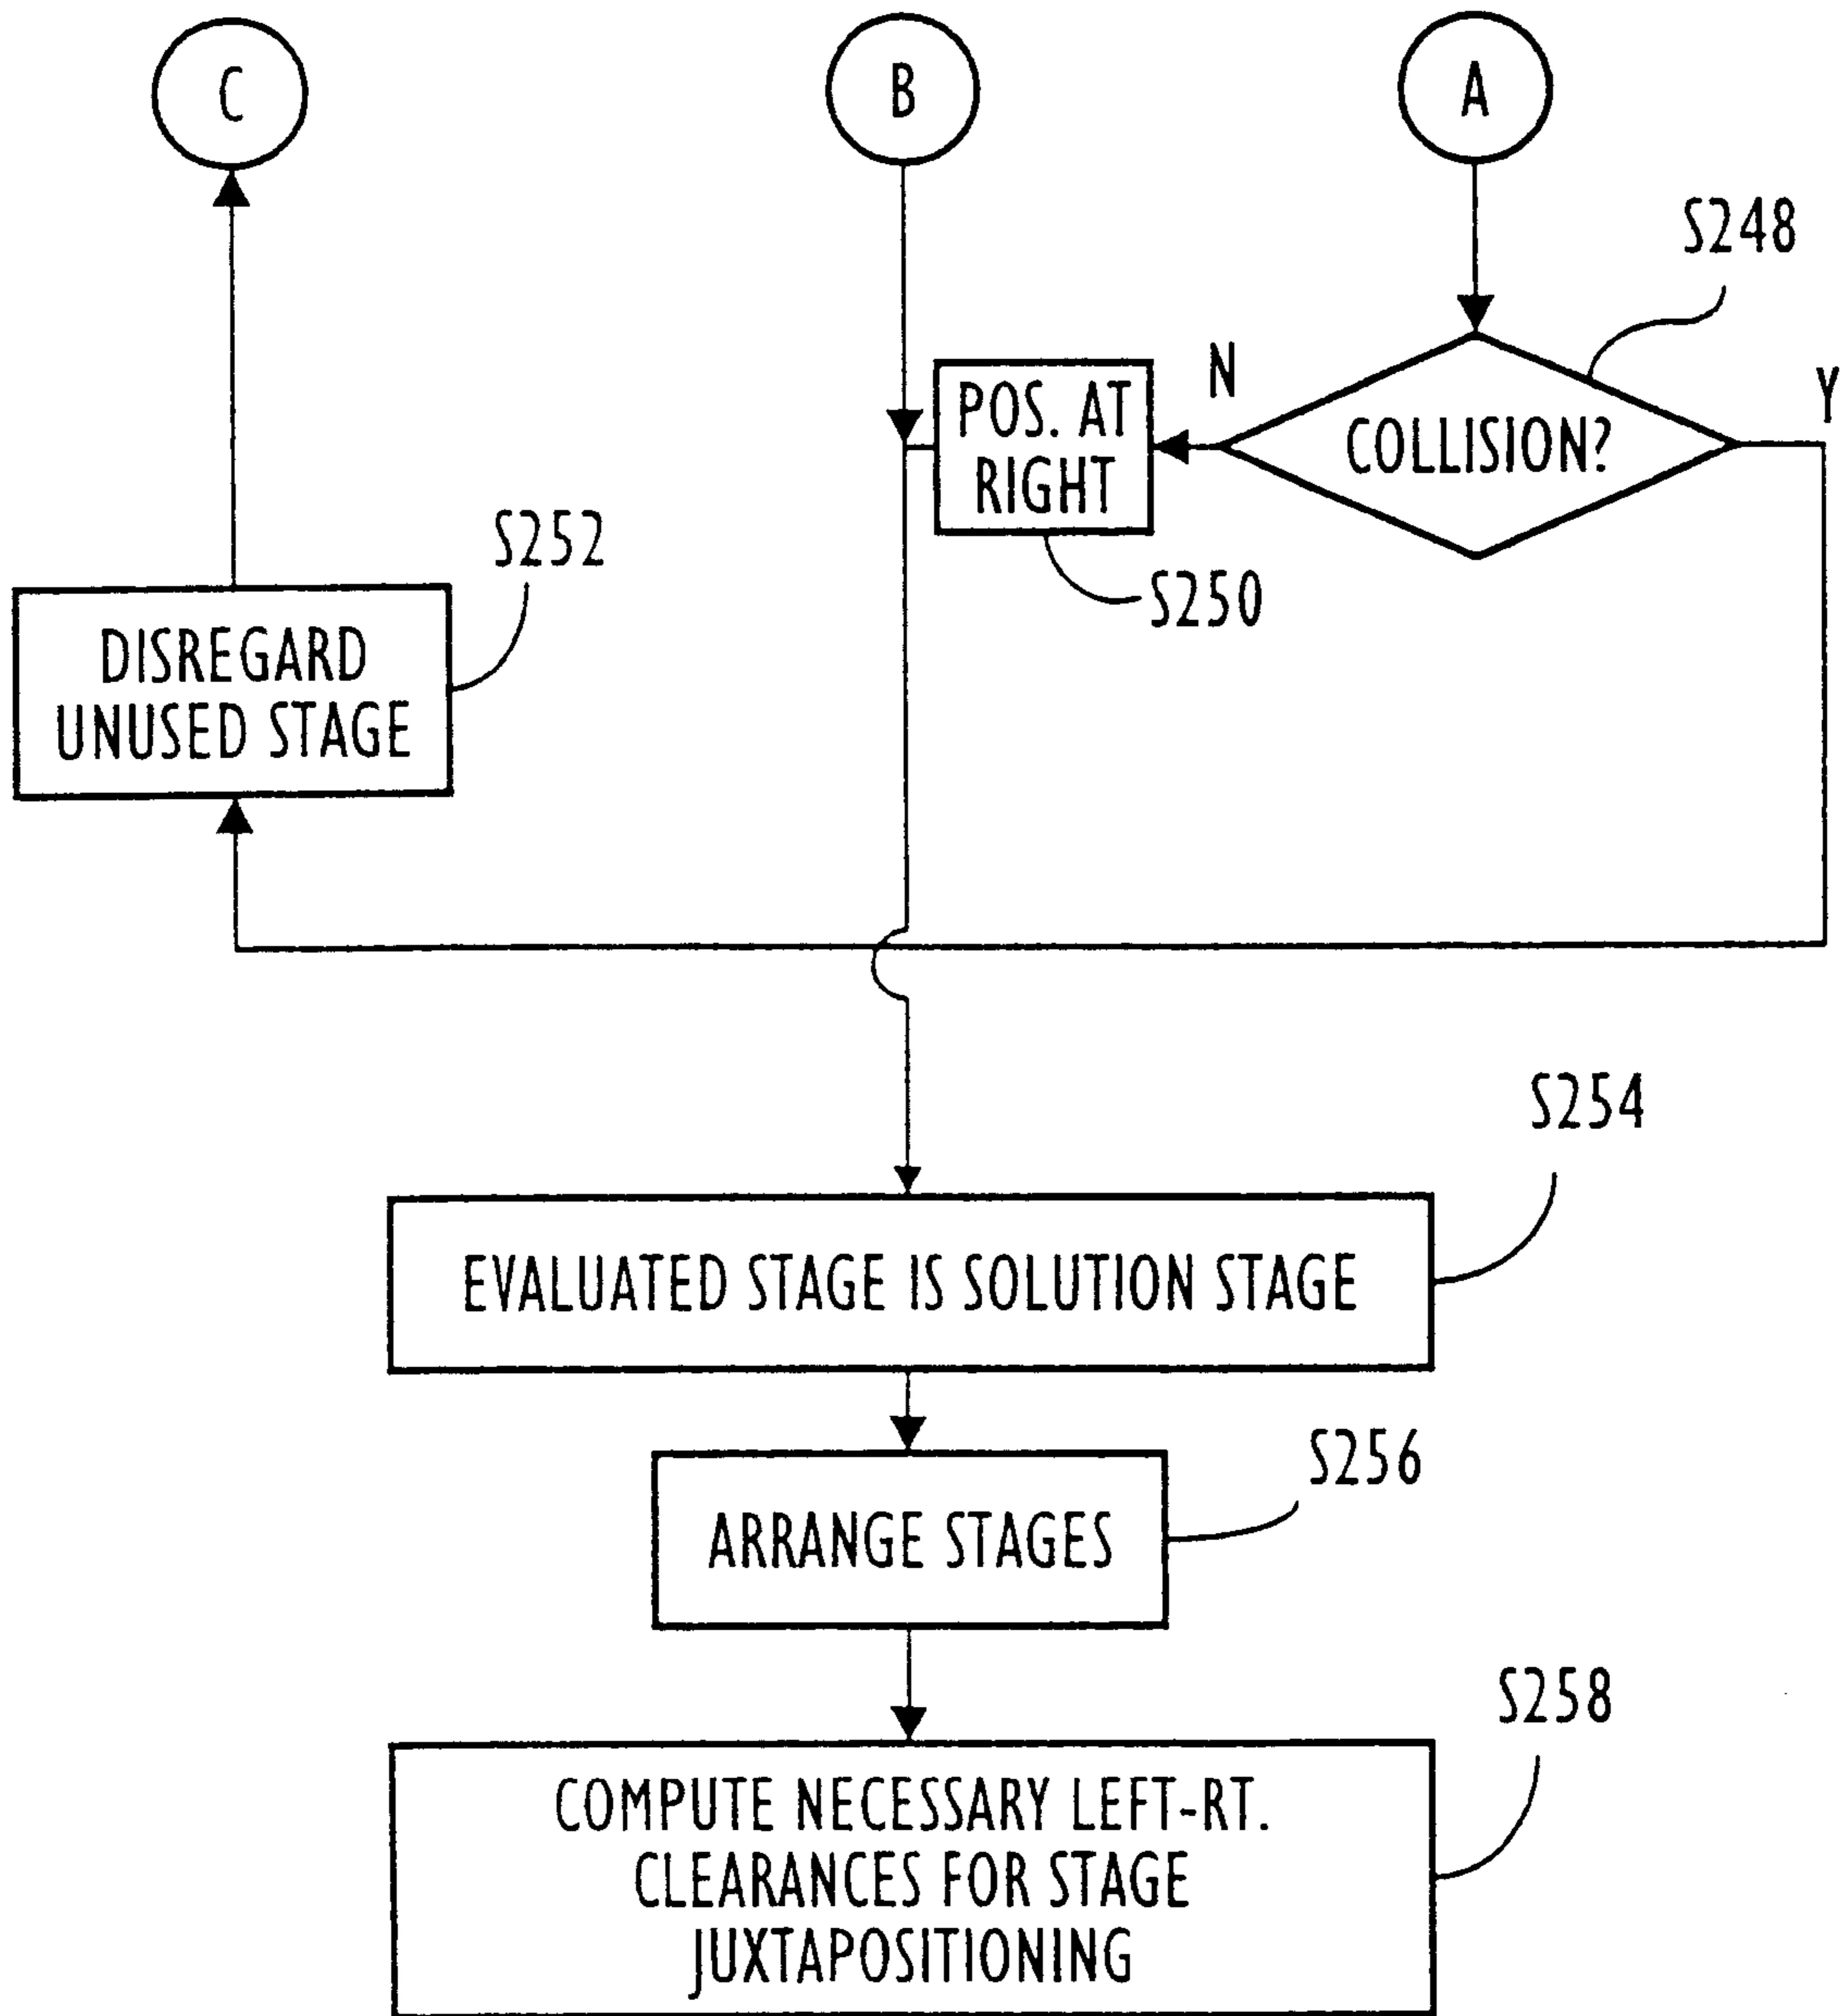 C
B
A
S248
N
Y
POS. AT
RIGHT
COLLISION?
S252
S250
DISREGARD
UNUSED STAGE
S254
EVALUATED STAGE IS SOLUTION STAGE
S256
ARRANGE STAGES
S258
COMPUTE NECESSARY LEFT-RT.
CLEARANCES FOR STAGE
JUXTAPOSITIONING